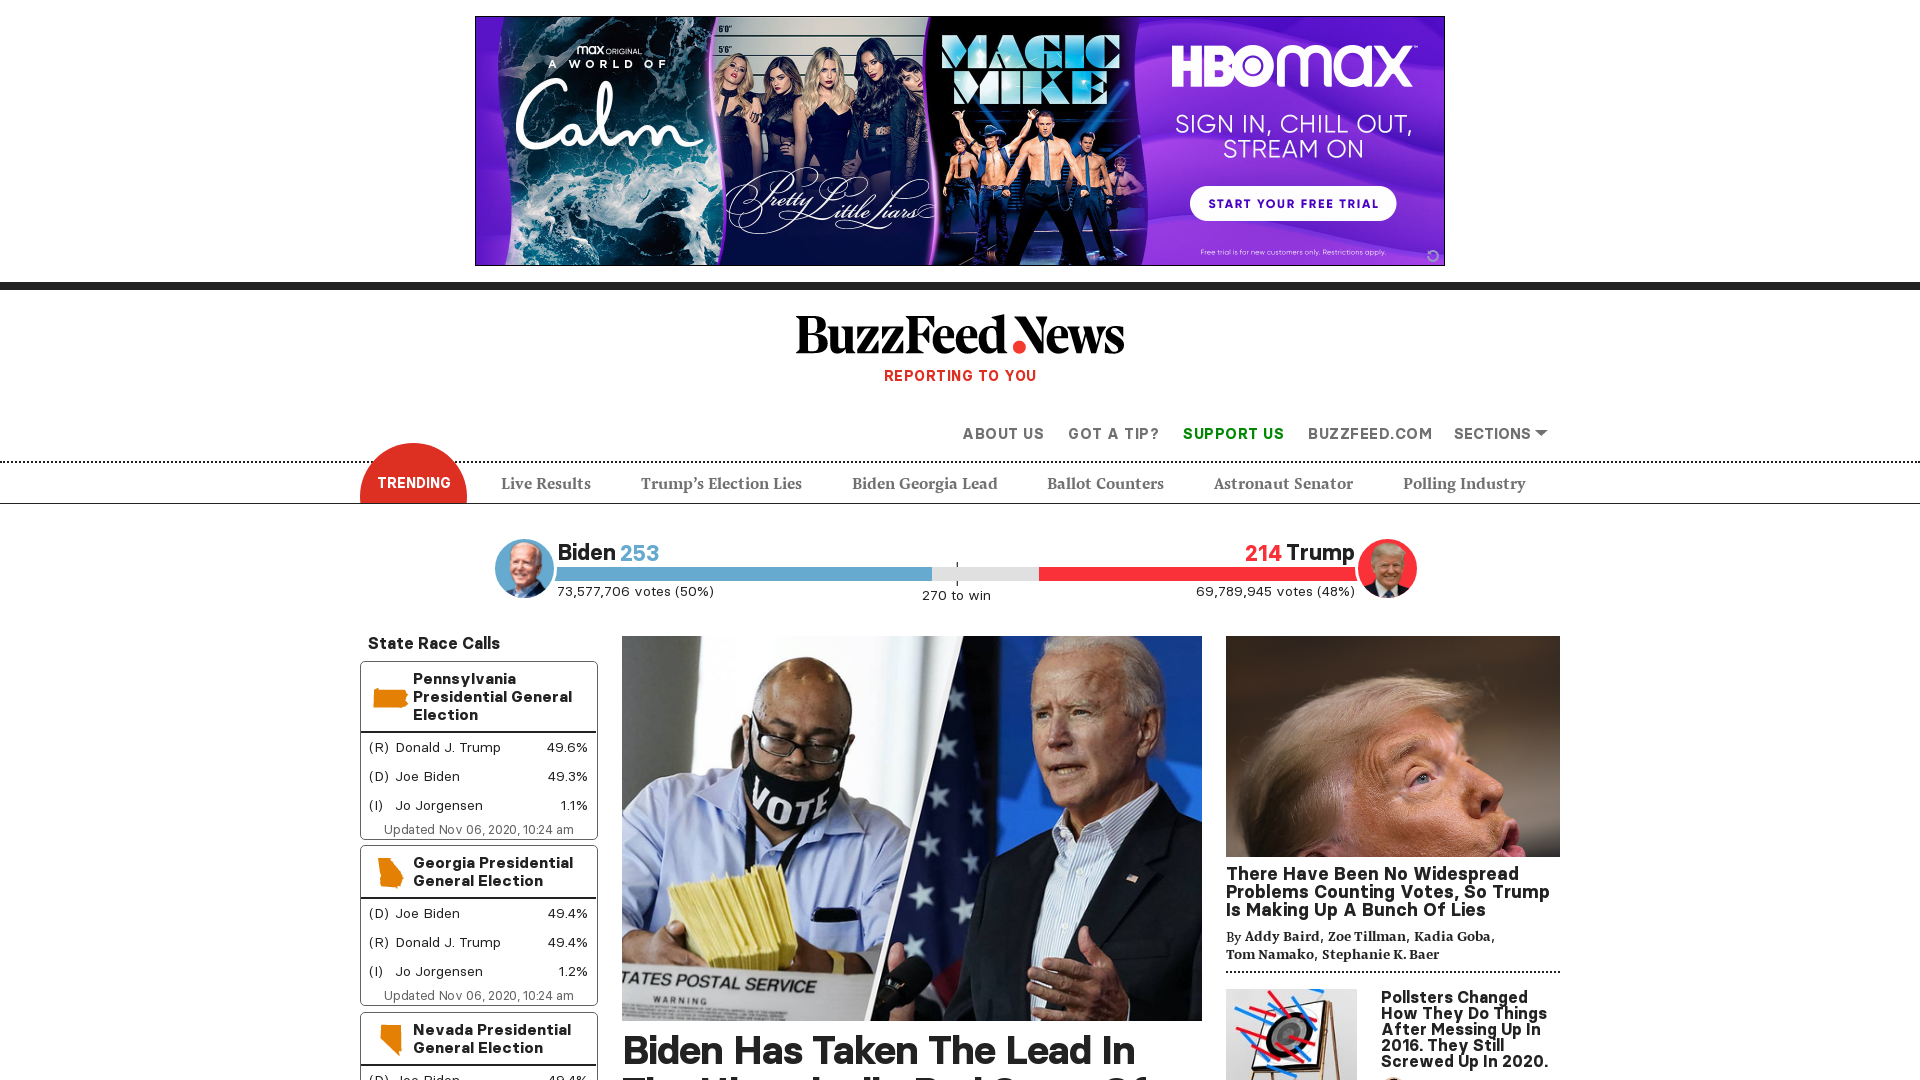 max ORIGINAL
A WORLD OF
Calm
6'0"
5'6"
Pretty Little Liars
MAGIC
MIKE
HBOmax
SIGN IN, CHILL OUT,
STREAM ON
START YOUR FREE TRIAL
Free trial is for new customers only. Restrictions apply.
BuzzFeed News
REPORTING TO YOU
ABOUT US GOT A TIP? SUPPORT US BUZZFEED.COM SECTIONS
TRENDING Live Results Trump’s Election Lies Biden Georgia Lead Ballot Counters Astronaut Senator Polling Industry
Biden 253 214 Trump
73,577,706 votes (50%) 270 to win 69,789,945 votes (48%)
State Race Calls
Pennsylvania
Presidential General
Election
(R) Donald J. Trump 49.6%
(D) Joe Biden 49.3%
(I) Jo Jorgensen 1.1%
Updated Nov 06, 2020, 10:24 am
Georgia Presidential
General Election
(D) Joe Biden 49.4%
(R) Donald J. Trump 49.4%
(I) Jo Jorgensen 1.2%
Updated Nov 06, 2020, 10:24 am
Nevada Presidential
General Election
(D) Joe Biden 49.4%
VOTE
TATES POSTAL SERVICE
WARNING
Biden Has Taken The Lead In
There Have Been No Widespread
Problems Counting Votes, So Trump
Is Making Up A Bunch Of Lies
By Addy Baird, Zoe Tillman, Kadia Goba,
Tom Namako, Stephanie K. Baer
Pollsters Changed
How They Do Things
After Messing Up In
2016. They Still
Screwed Up In 2020.